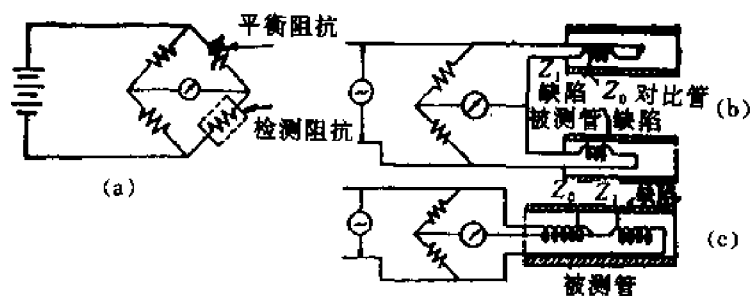 平衡阻抗
检测阻抗
(a)
Z₁
缺陷 Z₀ 对比管
(b)
被测管 缺陷
Z₀ Z₁ 缺陷
(c)
被测管